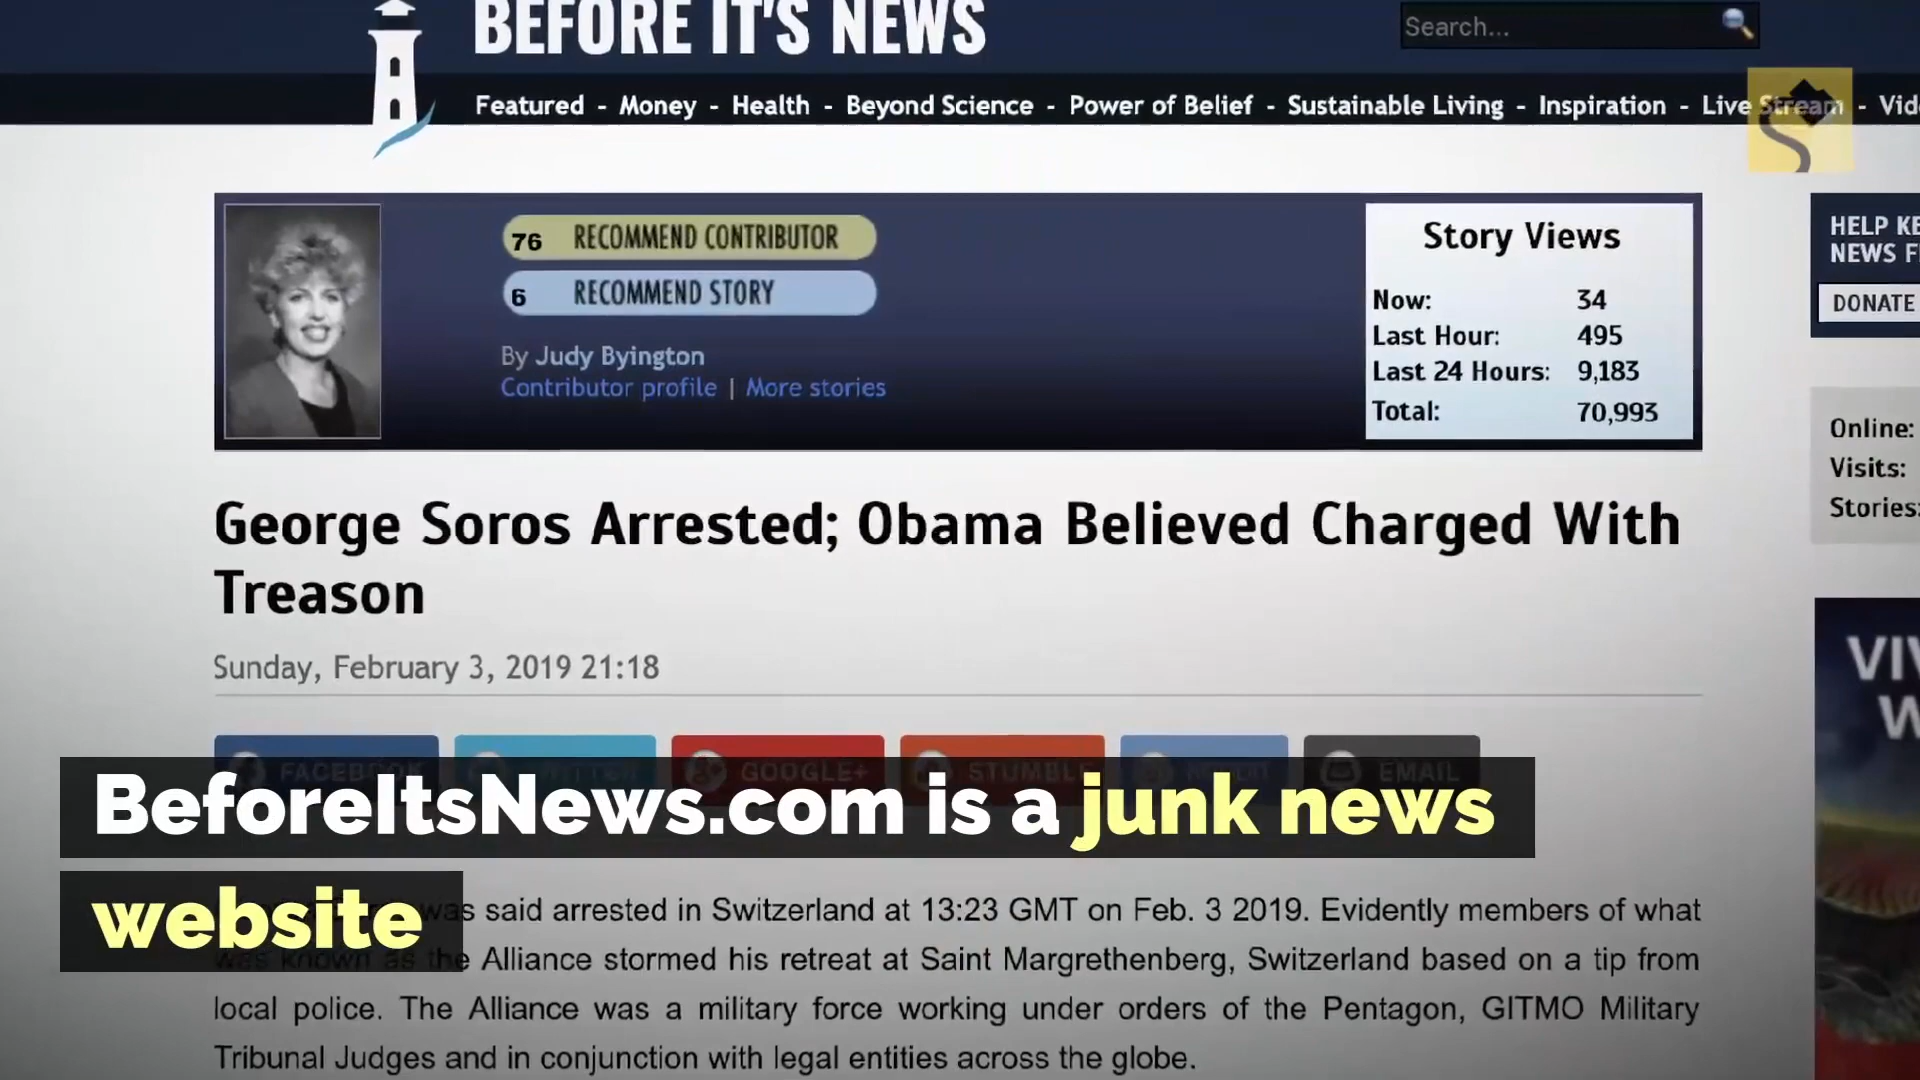 BEFORE IT'S NEWS
Search...
Featured - Money - Health - Beyond Science - Power of Belief - Sustainable Living - Inspiration - Live Stream - Vid
76 RECOMMEND CONTRIBUTOR
6 RECOMMEND STORY
By Judy Byington
Contributor profile | More stories
Story Views
Now: 34
Last Hour: 495
Last 24 Hours: 9,183
Total: 70,993
HELP KE
NEWS F
DONATE
Online:
Visits:
Stories:
George Soros Arrested; Obama Believed Charged With
Treason
Sunday, February 3, 2019 21:18
FACEBOOK TWITTER GOOGLE+ STUMBLE REDDIT EMAIL
BeforeItsNews.com is a junk news
website
was said arrested in Switzerland at 13:23 GMT on Feb. 3 2019. Evidently members of what
was known as the Alliance stormed his retreat at Saint Margrethenberg, Switzerland based on a tip from
local police. The Alliance was a military force working under orders of the Pentagon, GITMO Military
Tribunal Judges and in conjunction with legal entities across the globe.
VIV
W